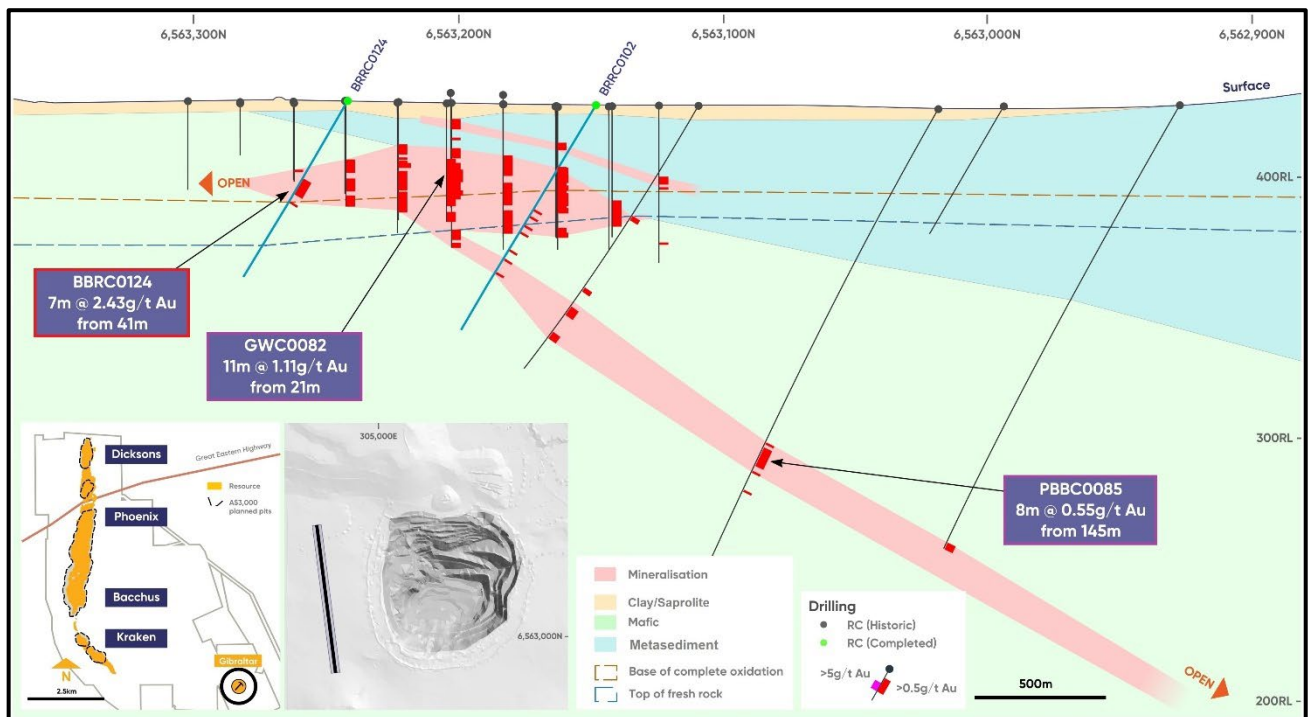 6,563,300N
6,563,200N
6,563,100N
6,563,000N
6,562,900N
BRRC0124
BRRC0102
Surface
400RL
OPEN
BBRC0124
7m @ 2.43g/t Au
from 41m
GWC0082
11m @ 1.11g/t Au
from 21m
300RL
PBBC0085
8m @ 0.55g/t Au
from 145m
Dicksons
Great Eastern Highway
Resource
A$3,000
planned pits
Phoenix
Bacchus
Kraken
Gibraltar
N
2.5km
305,000E
6,563,000N
Mineralisation
Clay/Saprolite
Mafic
Metasediment
Base of complete oxidation
Top of fresh rock
Drilling
RC (Historic)
RC (Completed)
>5g/t Au
>0.5g/t Au
500m
OPEN
200RL